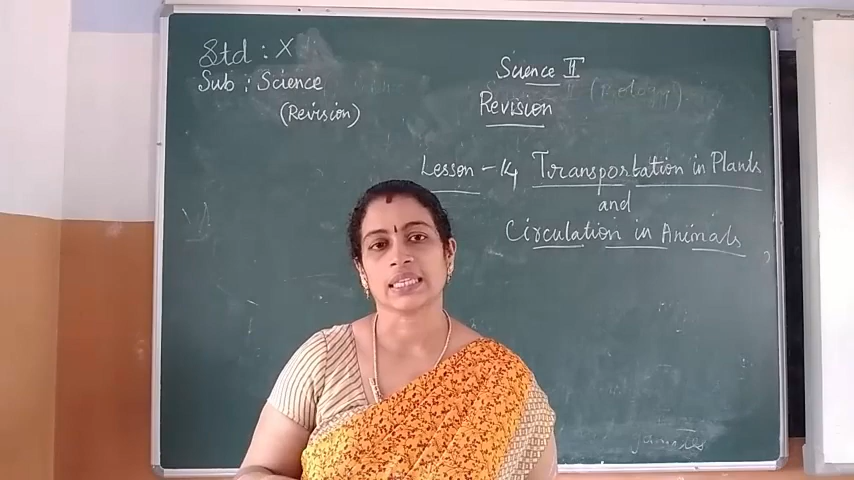 Std : X
Sub : Science
(Revision)
Science II
Revision
Lesson - 14 Transportation in Plants
and
Circulation in Animals